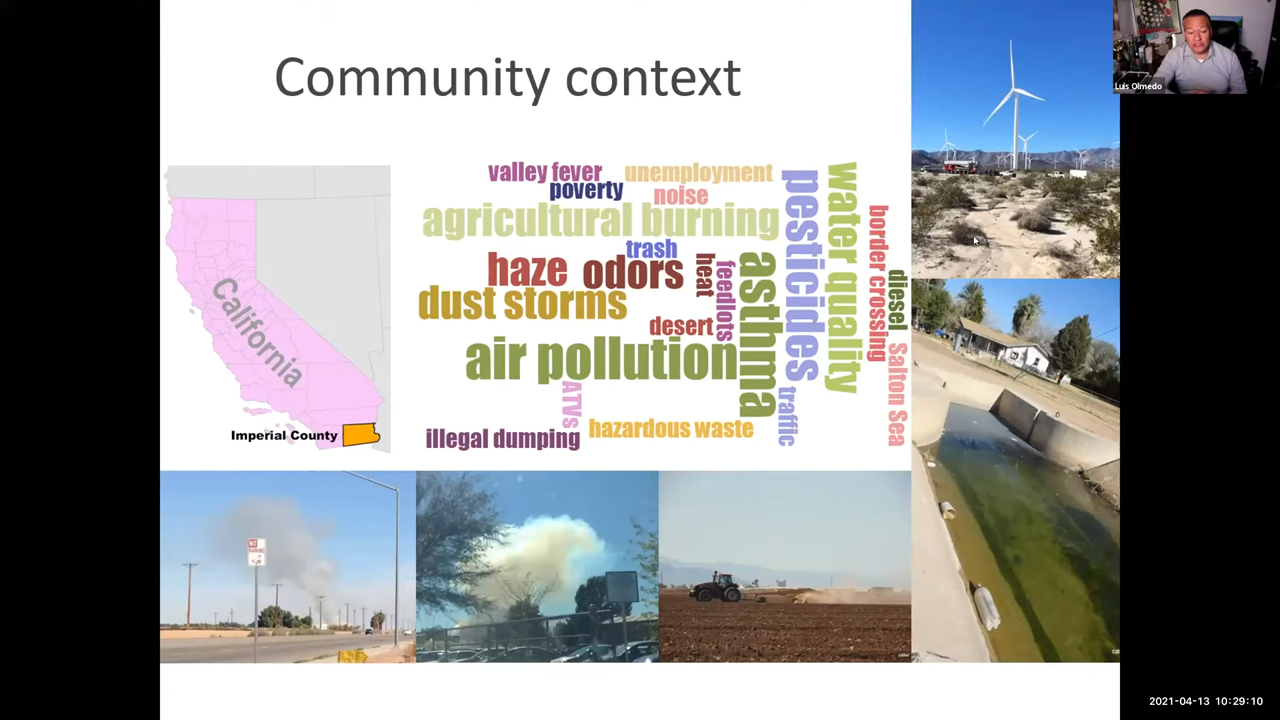 Community context
Luis Olmedo
valley fever
unemployment
poverty
noise
agricultural burning
trash
haze
odors
heat
feedlots
dust storms
desert
air pollution
asthma
pesticides
water quality
border crossing
diesel
Salton Sea
traffic
ATVs
illegal dumping
hazardous waste
California
Imperial County
NO
2021-04-13 10:29:10